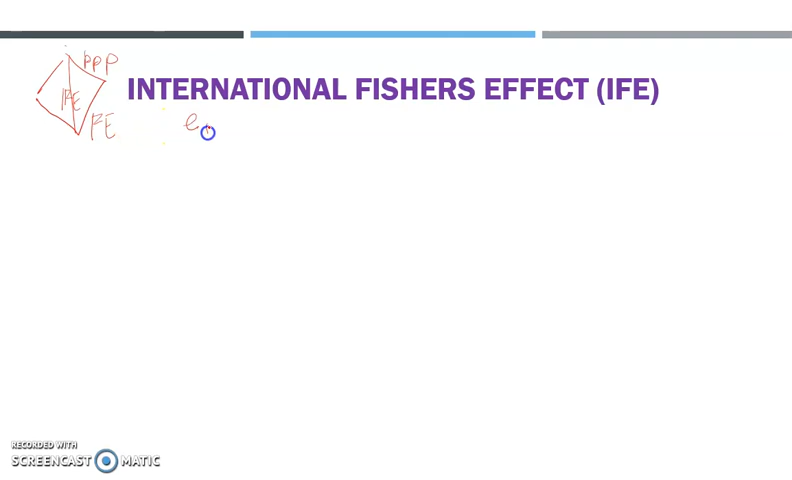 PPP
INTERNATIONAL FISHERS EFFECT (IFE)
IFE
FE
e
RECORDED WITH
SCREENCAST MATIC